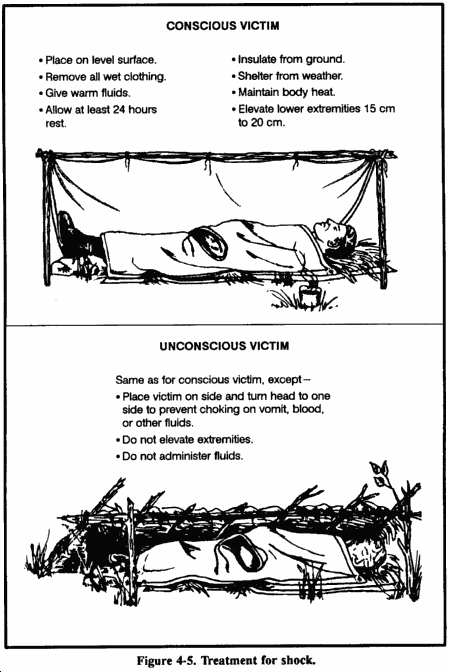 CONSCIOUS VICTIM
• Place on level surface.
• Remove all wet clothing.
• Give warm fluids.
• Allow at least 24 hours
rest.
• Insulate from ground.
• Shelter from weather.
• Maintain body heat.
• Elevate lower extremities 15 cm
to 20 cm.
UNCONSCIOUS VICTIM
Same as for conscious victim, except—
• Place victim on side and turn head to one
side to prevent choking on vomit, blood,
or other fluids.
• Do not elevate extremities.
• Do not administer fluids.
Figure 4-5. Treatment for shock.